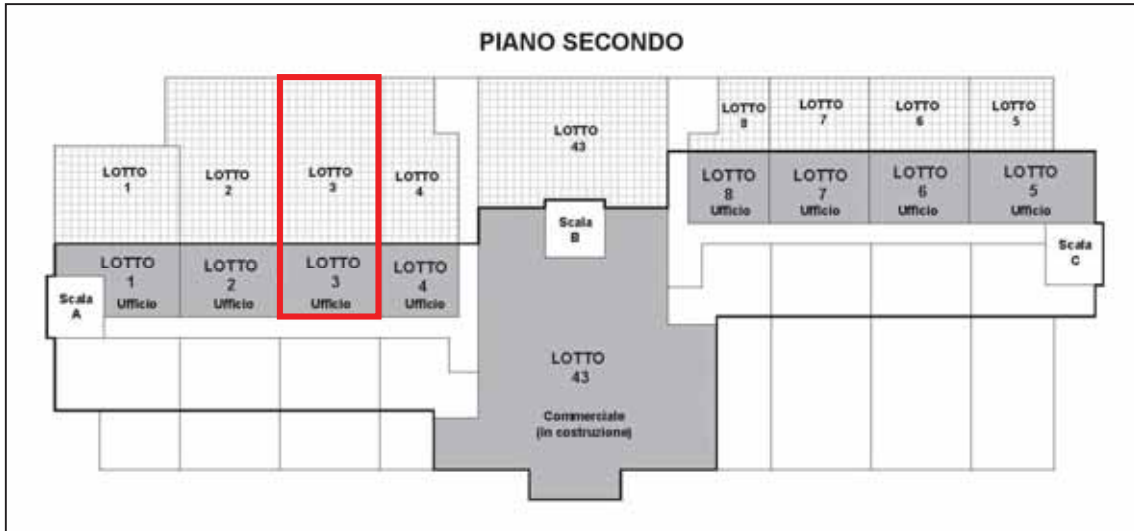 PIANO SECONDO
LOTTO
1
LOTTO
2
LOTTO
3
LOTTO
4
LOTTO
43
LOTTO
8
LOTTO
7
LOTTO
6
LOTTO
5
LOTTO
1
Ufficio
LOTTO
2
Ufficio
LOTTO
3
Ufficio
LOTTO
4
Ufficio
LOTTO
8
Ufficio
LOTTO
7
Ufficio
LOTTO
6
Ufficio
LOTTO
5
Ufficio
Scala
A
Scala
B
Scala
C
LOTTO
43
Commerciale
(in costruzione)